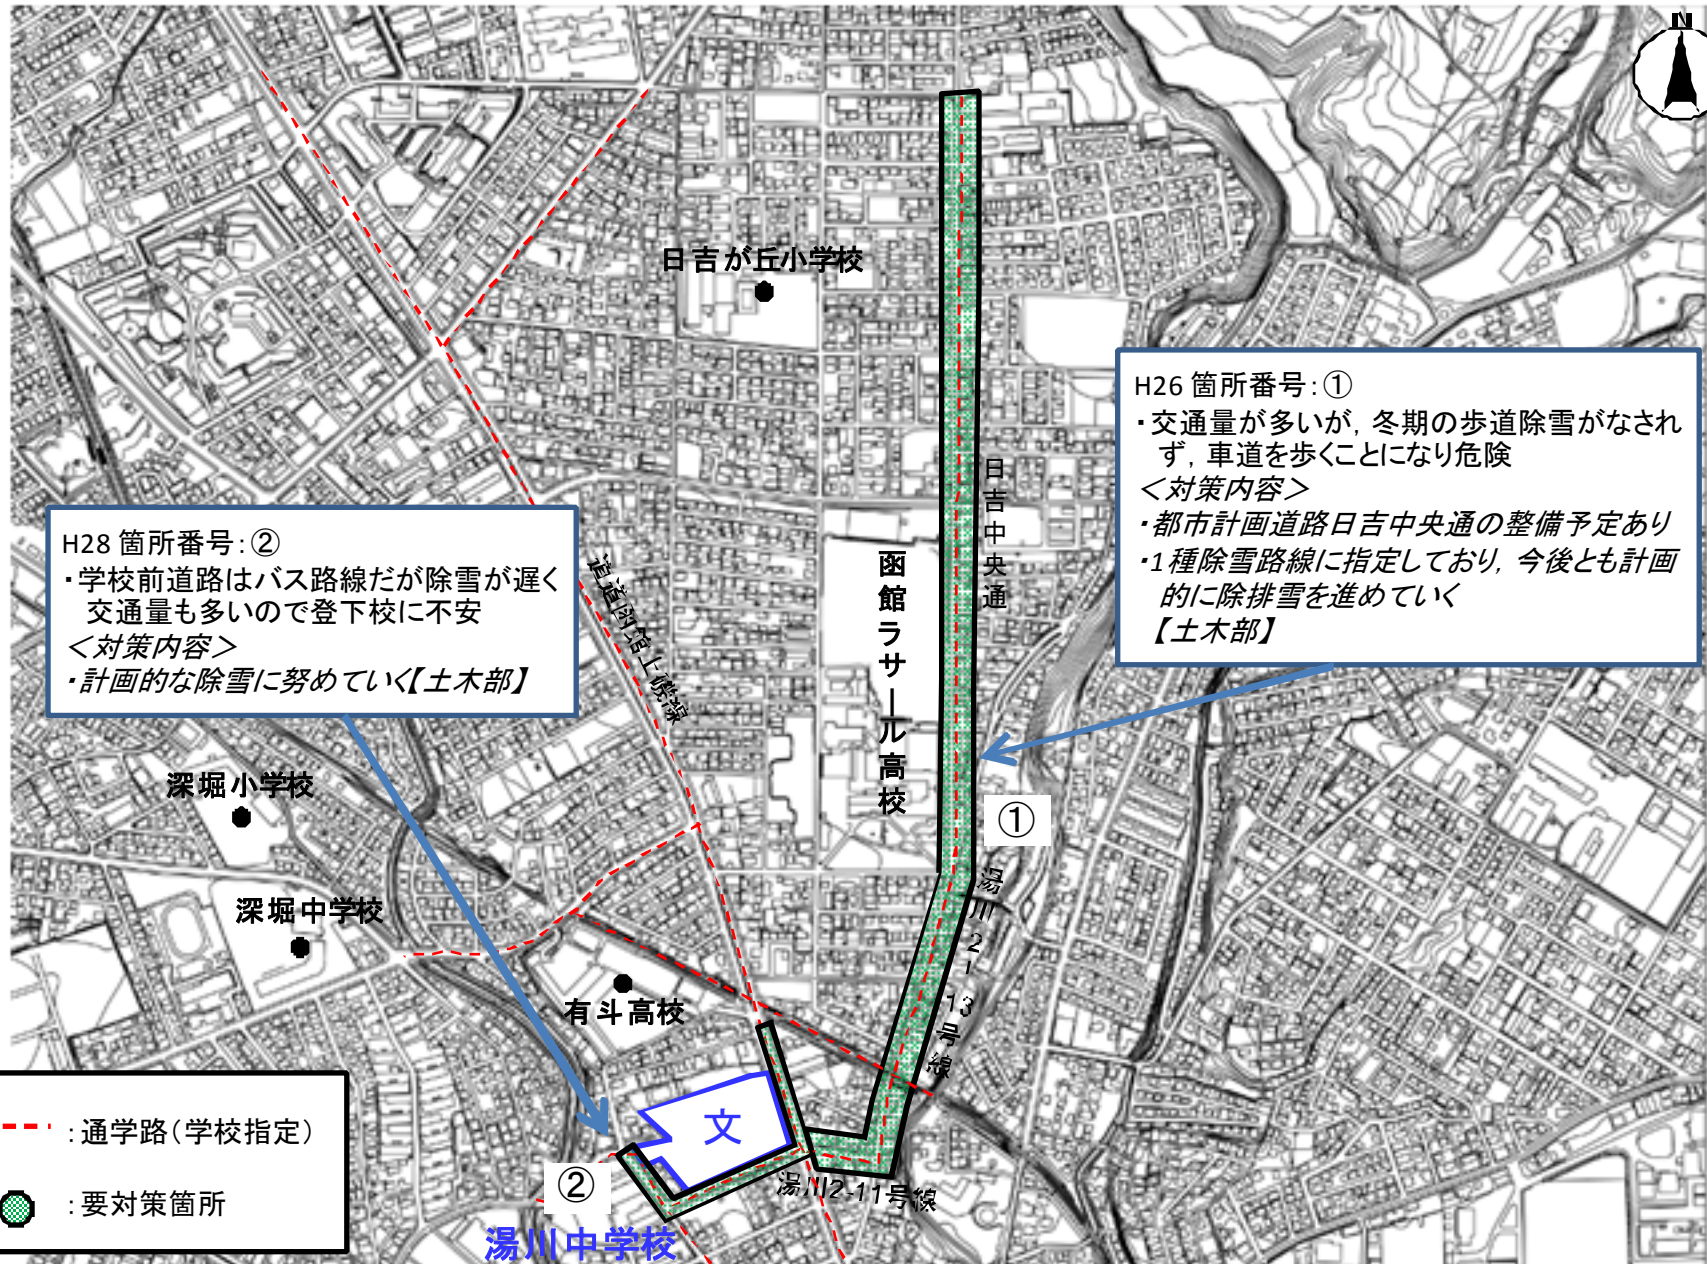 N
日吉が丘小学校
H26 箇所番号:①
・交通量が多いが,冬期の歩道除雪がなされ
ず,車道を歩くことになり危険
＜対策内容＞
・都市計画道路日吉中央通の整備予定あり
・1種除雪路線に指定しており,今後とも計画
的に除排雪を進めていく
【土木部】
日吉中央通
H28 箇所番号:②
・学校前道路はバス路線だが除雪が遅く
交通量も多いので登下校に不安
＜対策内容＞
・計画的な除雪に努めていく【土木部】
道道函館上磯線
函館ラサール高校
深堀小学校
①
湯川2-13号線
深堀中学校
有斗高校
文
②
湯川2-11号線
湯川中学校
:通学路(学校指定)
:要対策箇所